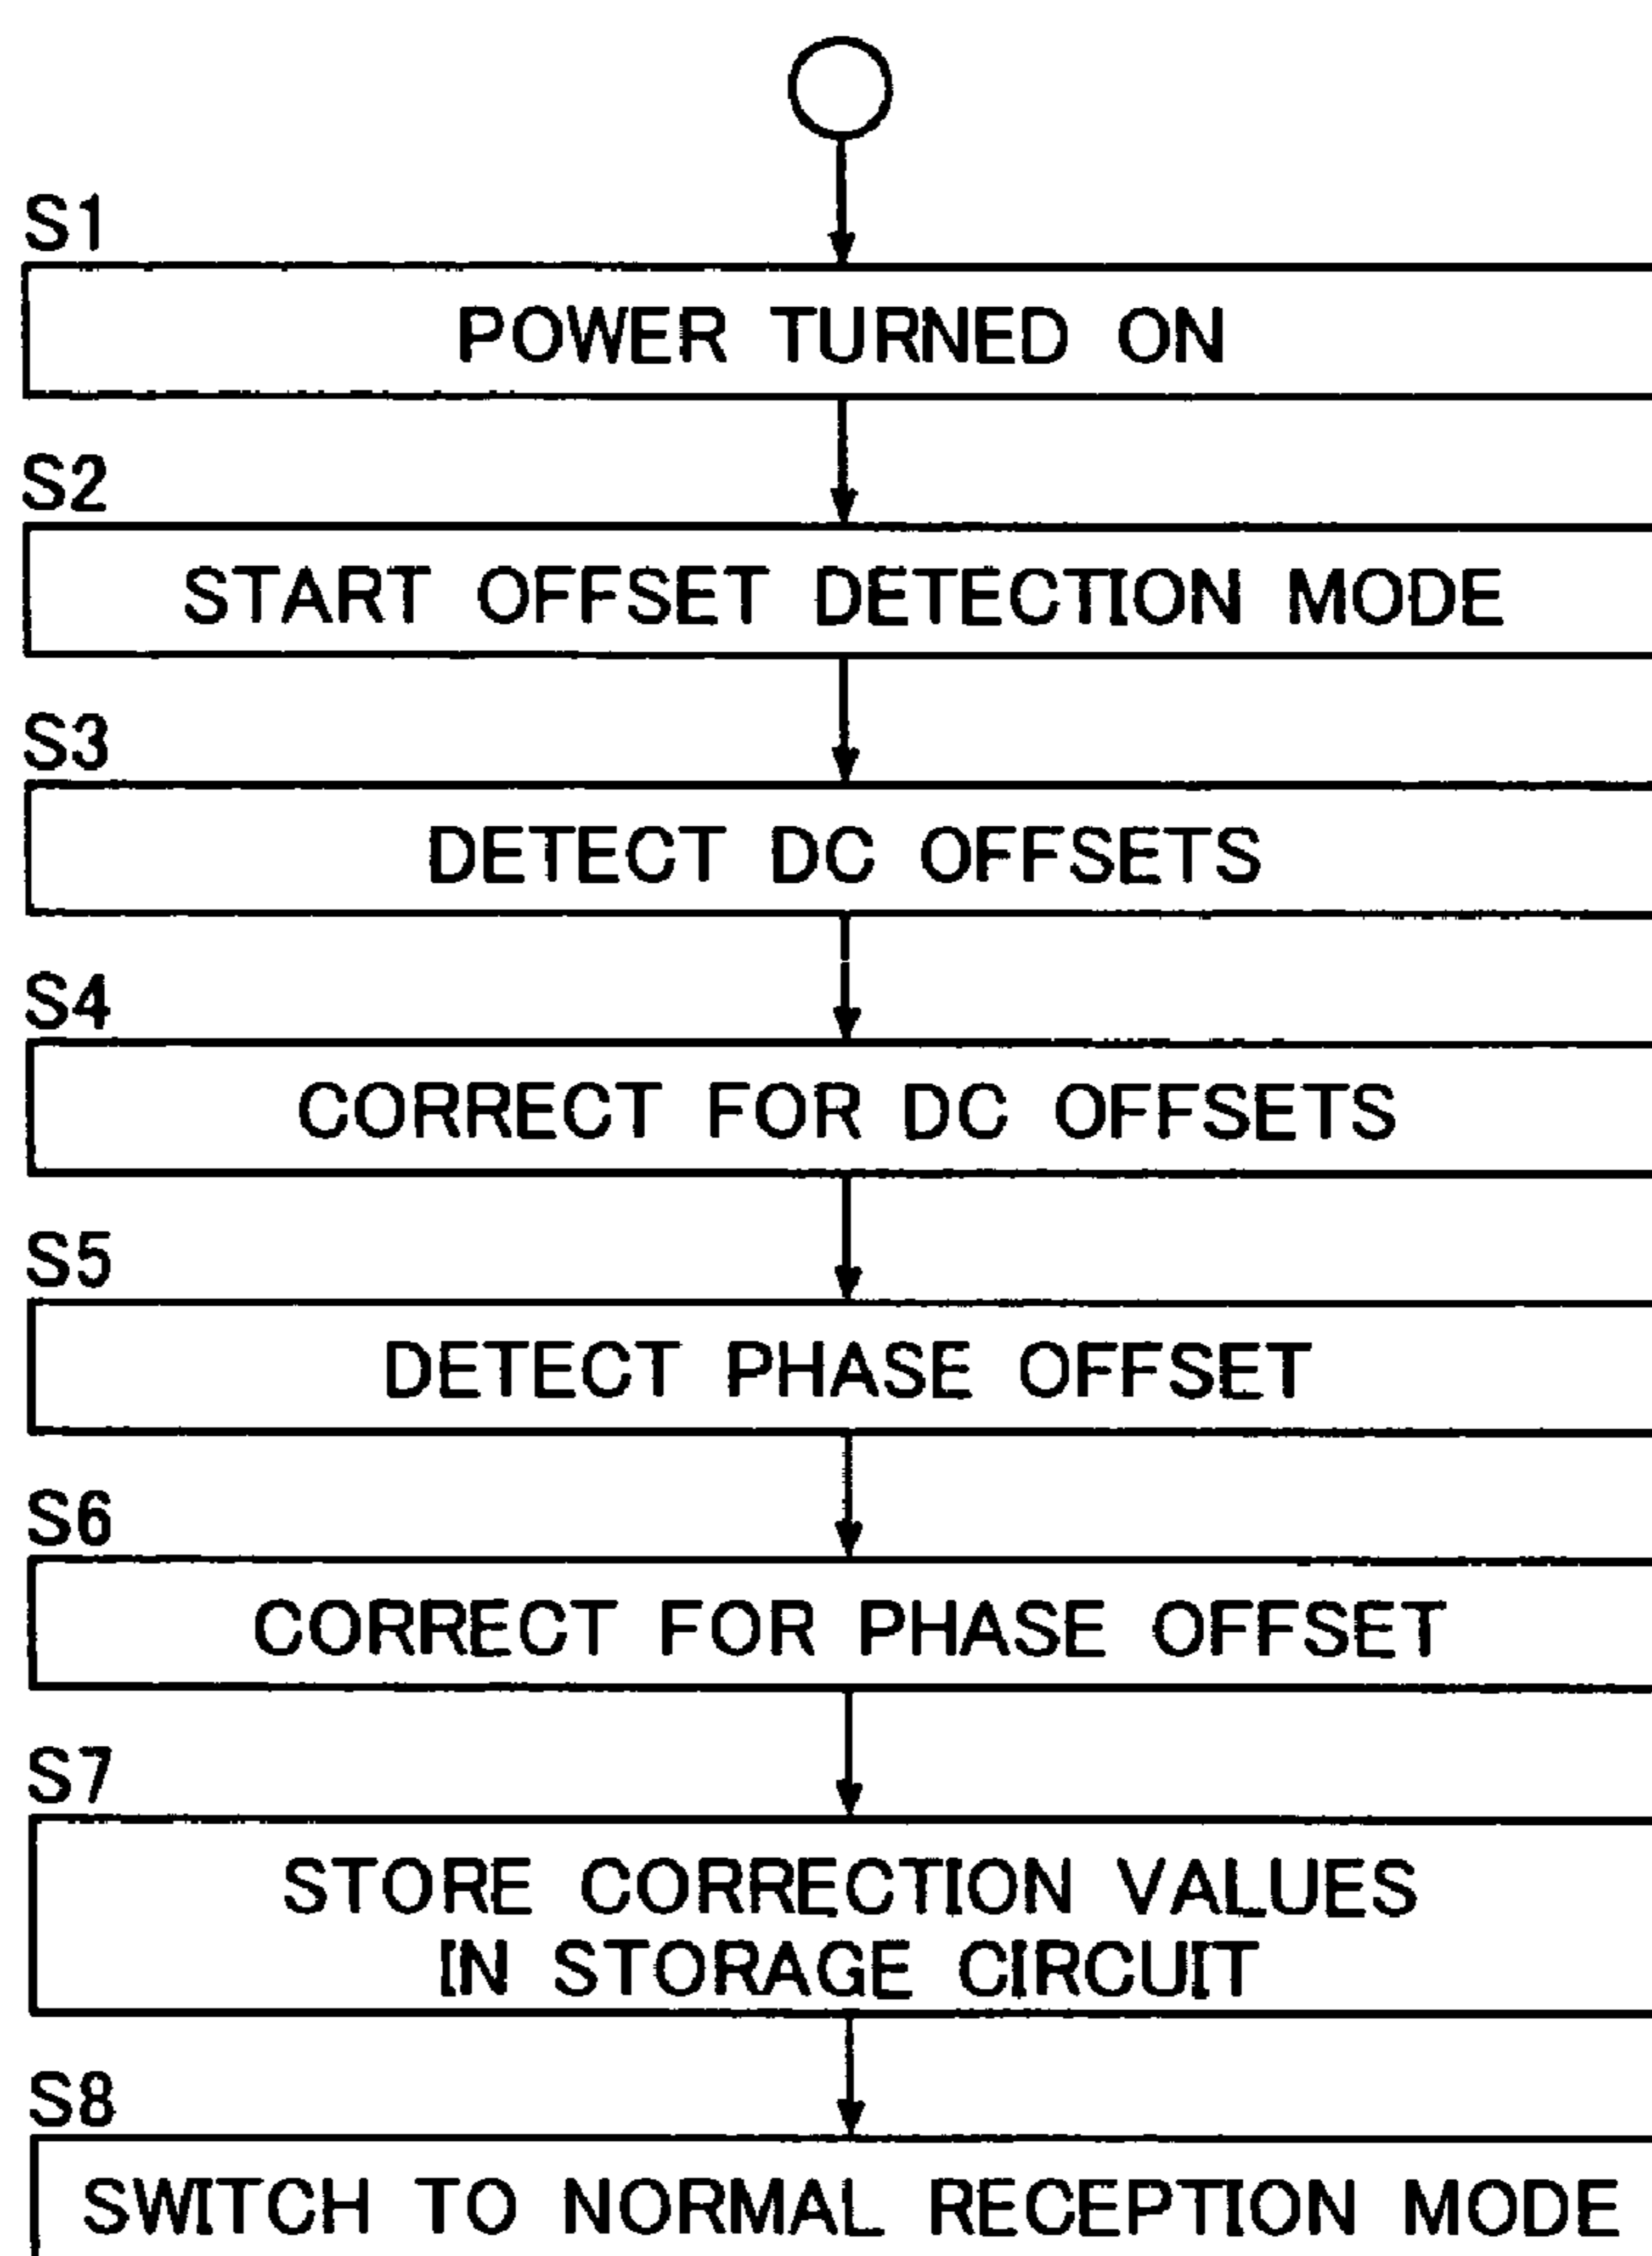 S1
POWER TURNED ON
S2
START OFFSET DETECTION MODE
S3
DETECT DC OFFSETS
S4
CORRECT FOR DC OFFSETS
S5
DETECT PHASE OFFSET
S6
CORRECT FOR PHASE OFFSET
S7
STORE CORRECTION VALUES
IN STORAGE CIRCUIT
S8
SWITCH TO NORMAL RECEPTION MODE